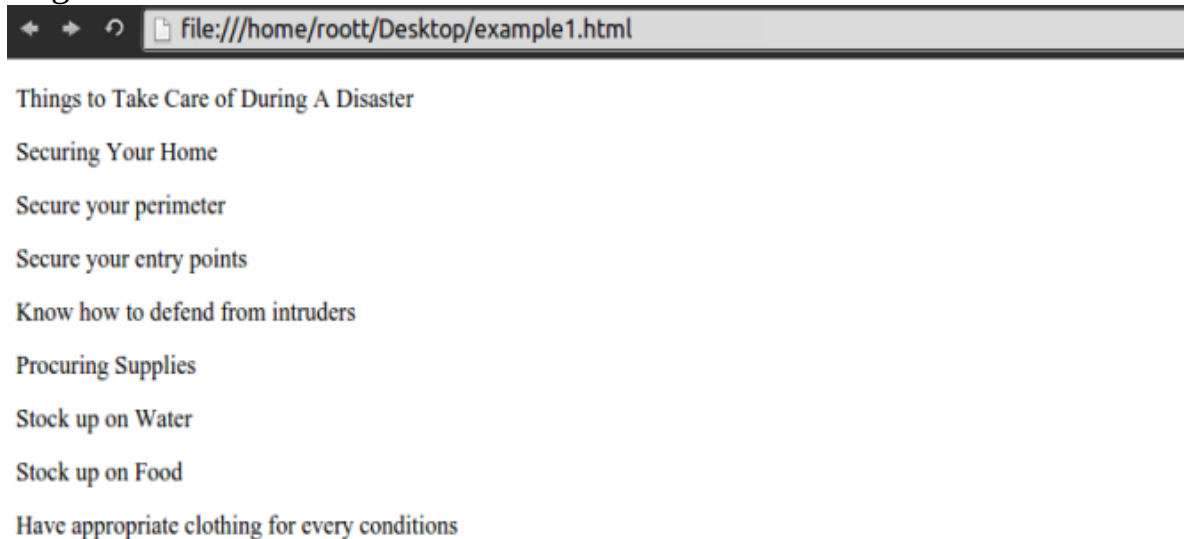 file:///home/roott/Desktop/example1.html
Things to Take Care of During A Disaster
Securing Your Home
Secure your perimeter
Secure your entry points
Know how to defend from intruders
Procuring Supplies
Stock up on Water
Stock up on Food
Have appropriate clothing for every conditions